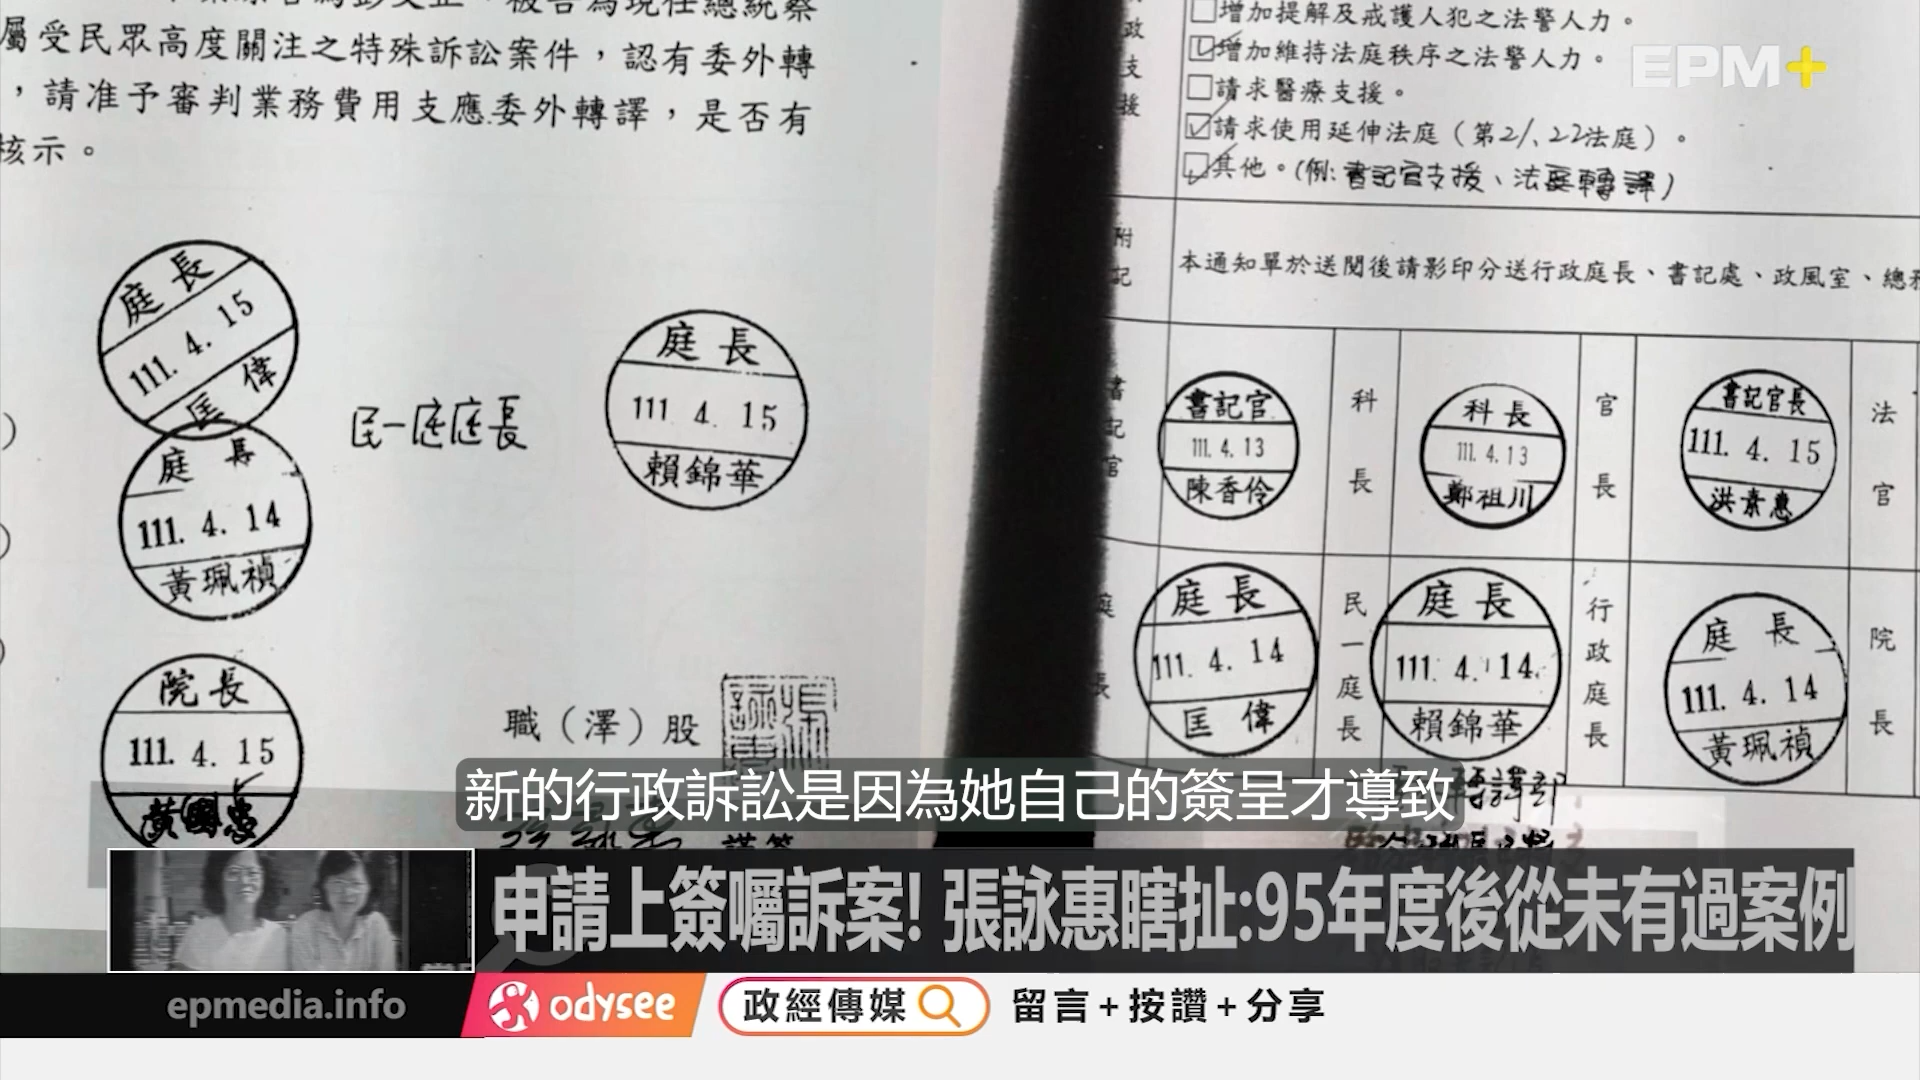 屬受民眾高度關注之特殊訴訟案件，認有委外轉
，請准予審判業務費用支應委外轉譯，是否有
核示。
庭長
111.4.15
匡偉
庭長
111.4.14
黃珮禎
院長
111.4.15
民一庭庭長
庭長
111.4.15
賴錦華
職（澤）股
政支援
□增加提解及戒護人犯之法警人力。
☑增加維持法庭秩序之法警人力。
□請求醫療支援。
☑請求使用延伸法庭（第21、22法庭）。
☑其他。(例:書記官支援、法庭轉譯)
附記
本通知單於送閱後請影印分送行政庭長、書記處、政風室、總務
書記官
書記官
111.4.13
陳香伶
科長
科長
111.4.13
鄭祖川
官長
書記官長
111.4.15
洪素惠
法官
庭長
庭長
111.4.14
匡偉
民一庭長
庭長
111.4.14
賴錦華
行政庭長
庭長
111.4.14
黃珮禎
院長
EPM+
新的行政訴訟是因為她自己的簽呈才導致
申請上簽囑訴案! 張詠惠瞎扯:95年度後從未有過案例
epmedia.info
odysee
政經傳媒
留言+按讚+分享